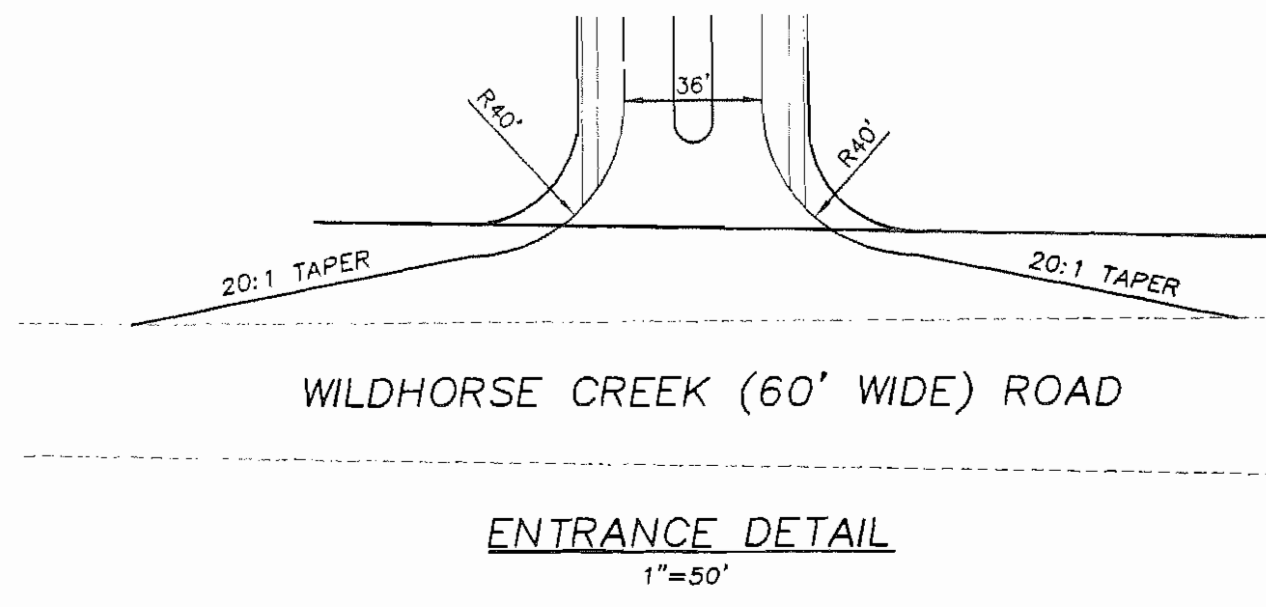 36'
R40'
R40'
20:1 TAPER
20:1 TAPER
WILDHORSE CREEK (60' WIDE) ROAD
ENTRANCE DETAIL
1"=50'